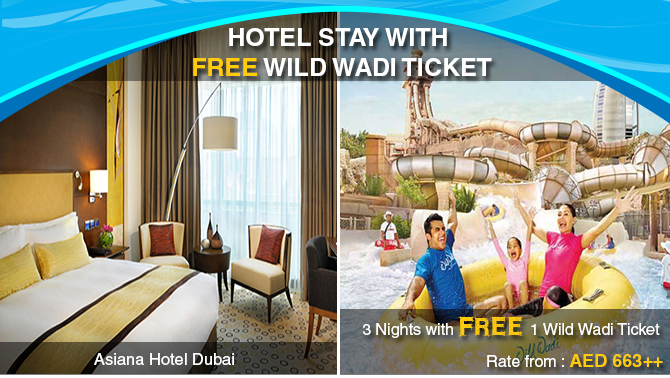 HOTEL STAY WITH
FREE WILD WADI TICKET
3 Nights with FREE 1 Wild Wadi Ticket
Asiana Hotel Dubai
Rate from : AED 663++